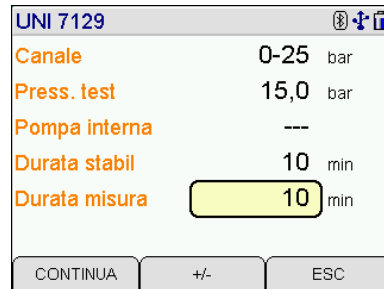 UNI 7129
Canale 0-25 bar
Press. test 15,0 bar
Pompa interna ---
Durata stabil 10 min
Durata misura 10 min
CONTINUA +/- ESC